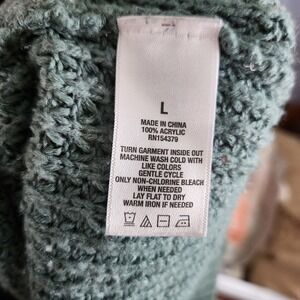 L
MADE IN CHINA
100% ACRYLIC
RN154379
TURN GARMENT INSIDE OUT
MACHINE WASH COLD WITH
LIKE COLORS
GENTLE CYCLE
ONLY NON-CHLORINE BLEACH
WHEN NEEDED
LAY FLAT TO DRY
WARM IRON IF NEEDED